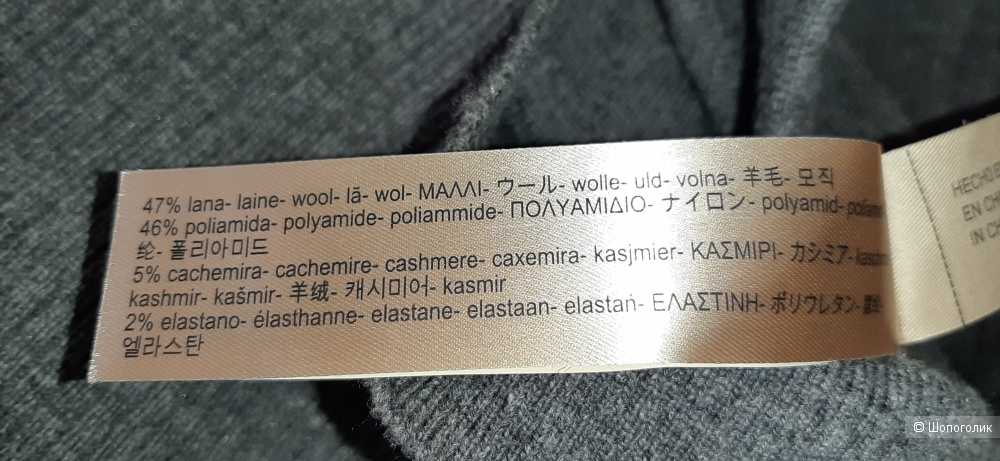 47% lana- laine- wool- lã- wol- ΜΑΛΛΙ- ウール- wolle- uld- volna- 羊毛- 모직
46% poliamida- polyamide- poliammide- ΠΟΛΥΑΜΙΔΙΟ- ナイロン- polyamid-
纶- 폴리아미드
5% cachemira- cachemire- cashmere- caxemira- kasjmier- ΚΑΣΜΙΡΙ- カシミア-
kashmir- kašmir- 羊绒- 캐시미어- kasmir
2% elastano- élasthanne- elastane- elastaan- elastan- ΕΛΑΣΤΙΝΗ- ポリウレタン-
엘라스탄
HECHO E
EN CH
IN CH
© Шопоголик